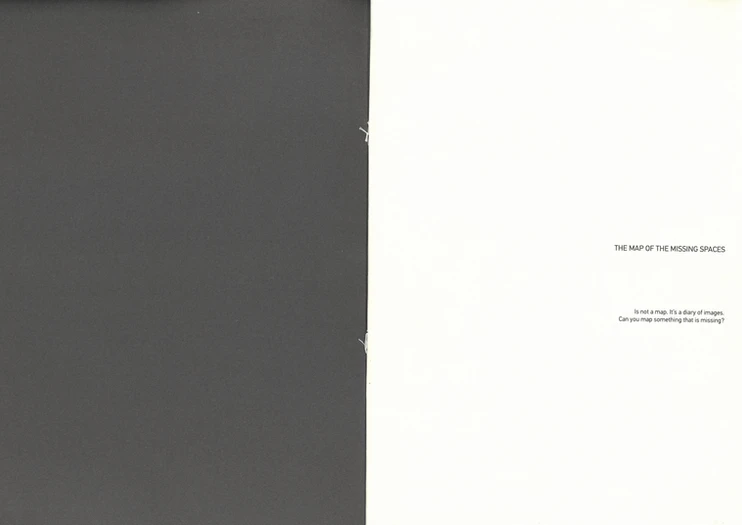 THE MAP OF THE MISSING SPACES
Is not a map. It's a diary of images.
Can you map something that is missing?